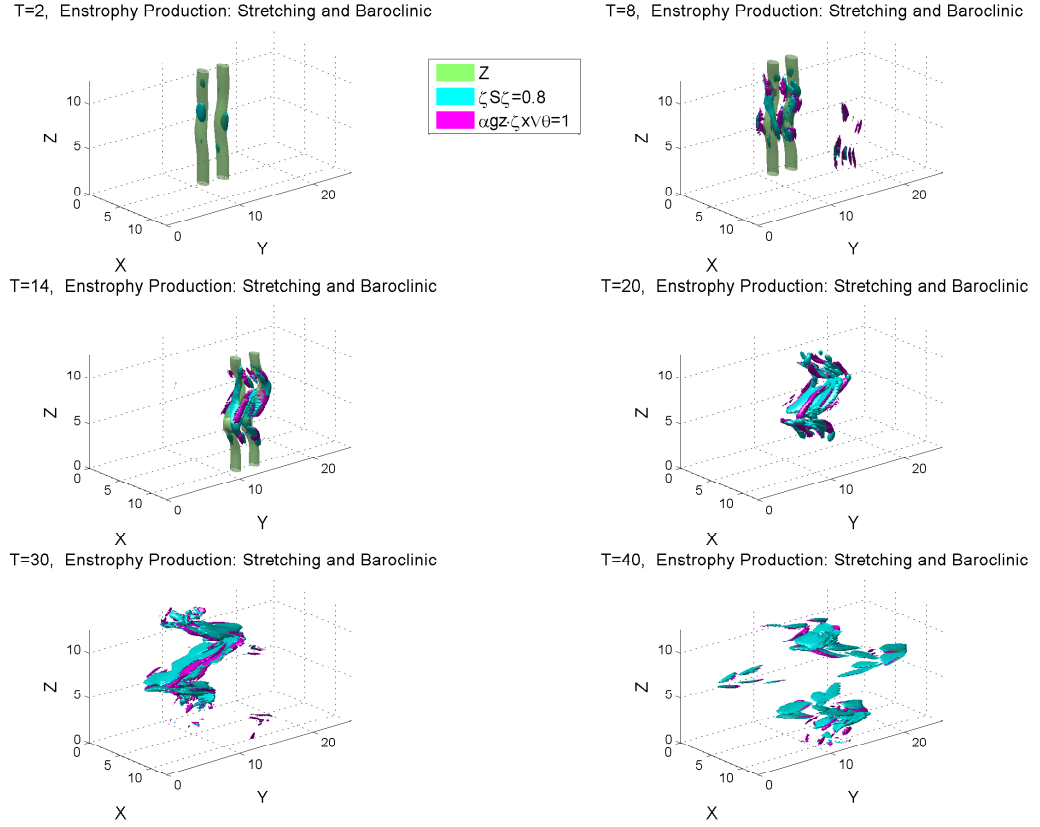 T=2, Enstrophy Production: Stretching and Baroclinic
T=8, Enstrophy Production: Stretching and Baroclinic
Z
ζSζ=0.8
αgz·ζx∇θ=1
10
5
0
Z
0
5
10
X
0
10
20
Y
10
5
0
Z
0
5
10
X
0
10
20
Y
T=14, Enstrophy Production: Stretching and Baroclinic
T=20, Enstrophy Production: Stretching and Baroclinic
10
5
0
Z
0
5
10
X
0
10
20
Y
10
5
0
Z
0
5
10
X
0
10
20
Y
T=30, Enstrophy Production: Stretching and Baroclinic
T=40, Enstrophy Production: Stretching and Baroclinic
10
5
0
Z
0
5
10
X
0
10
20
Y
10
5
0
Z
0
5
10
X
0
10
20
Y